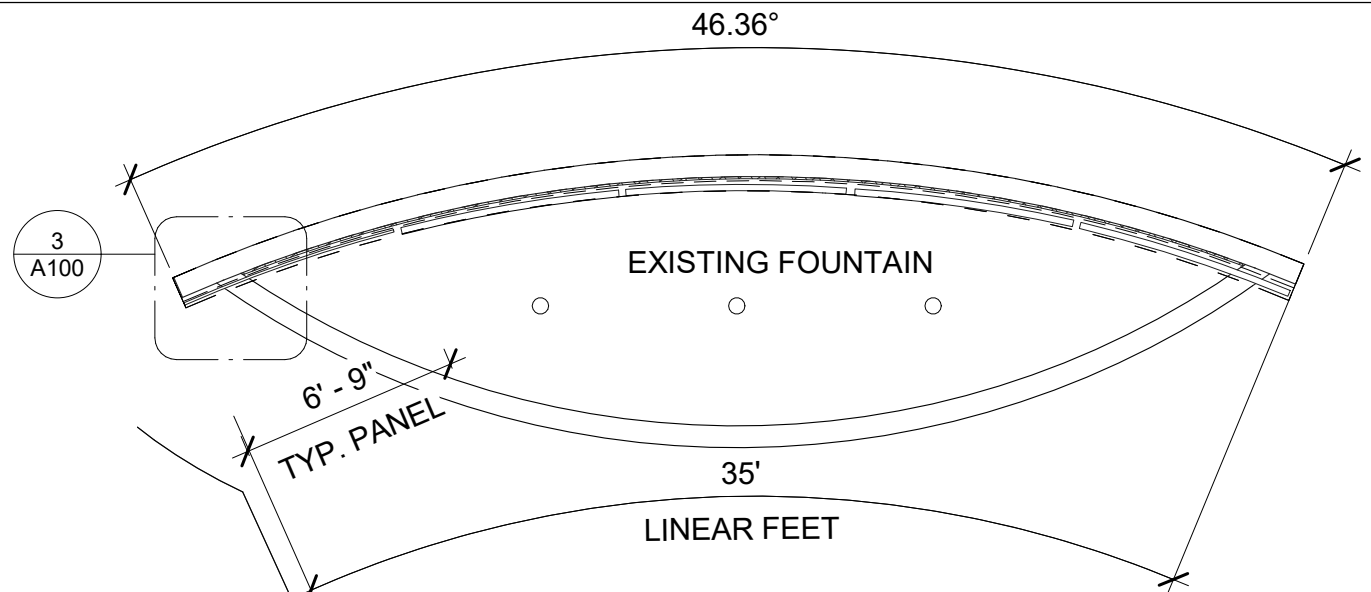 46.36°
3
A100
EXISTING FOUNTAIN
6' - 9"
TYP. PANEL
35'
LINEAR FEET